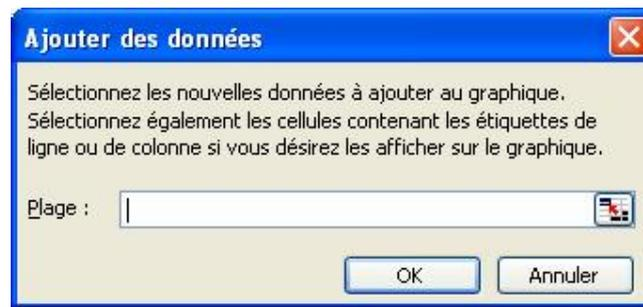 Ajouter des données
Sélectionnez les nouvelles données à ajouter au graphique.
Sélectionnez également les cellules contenant les étiquettes de
ligne ou de colonne si vous désirez les afficher sur le graphique.
Plage :
OK Annuler